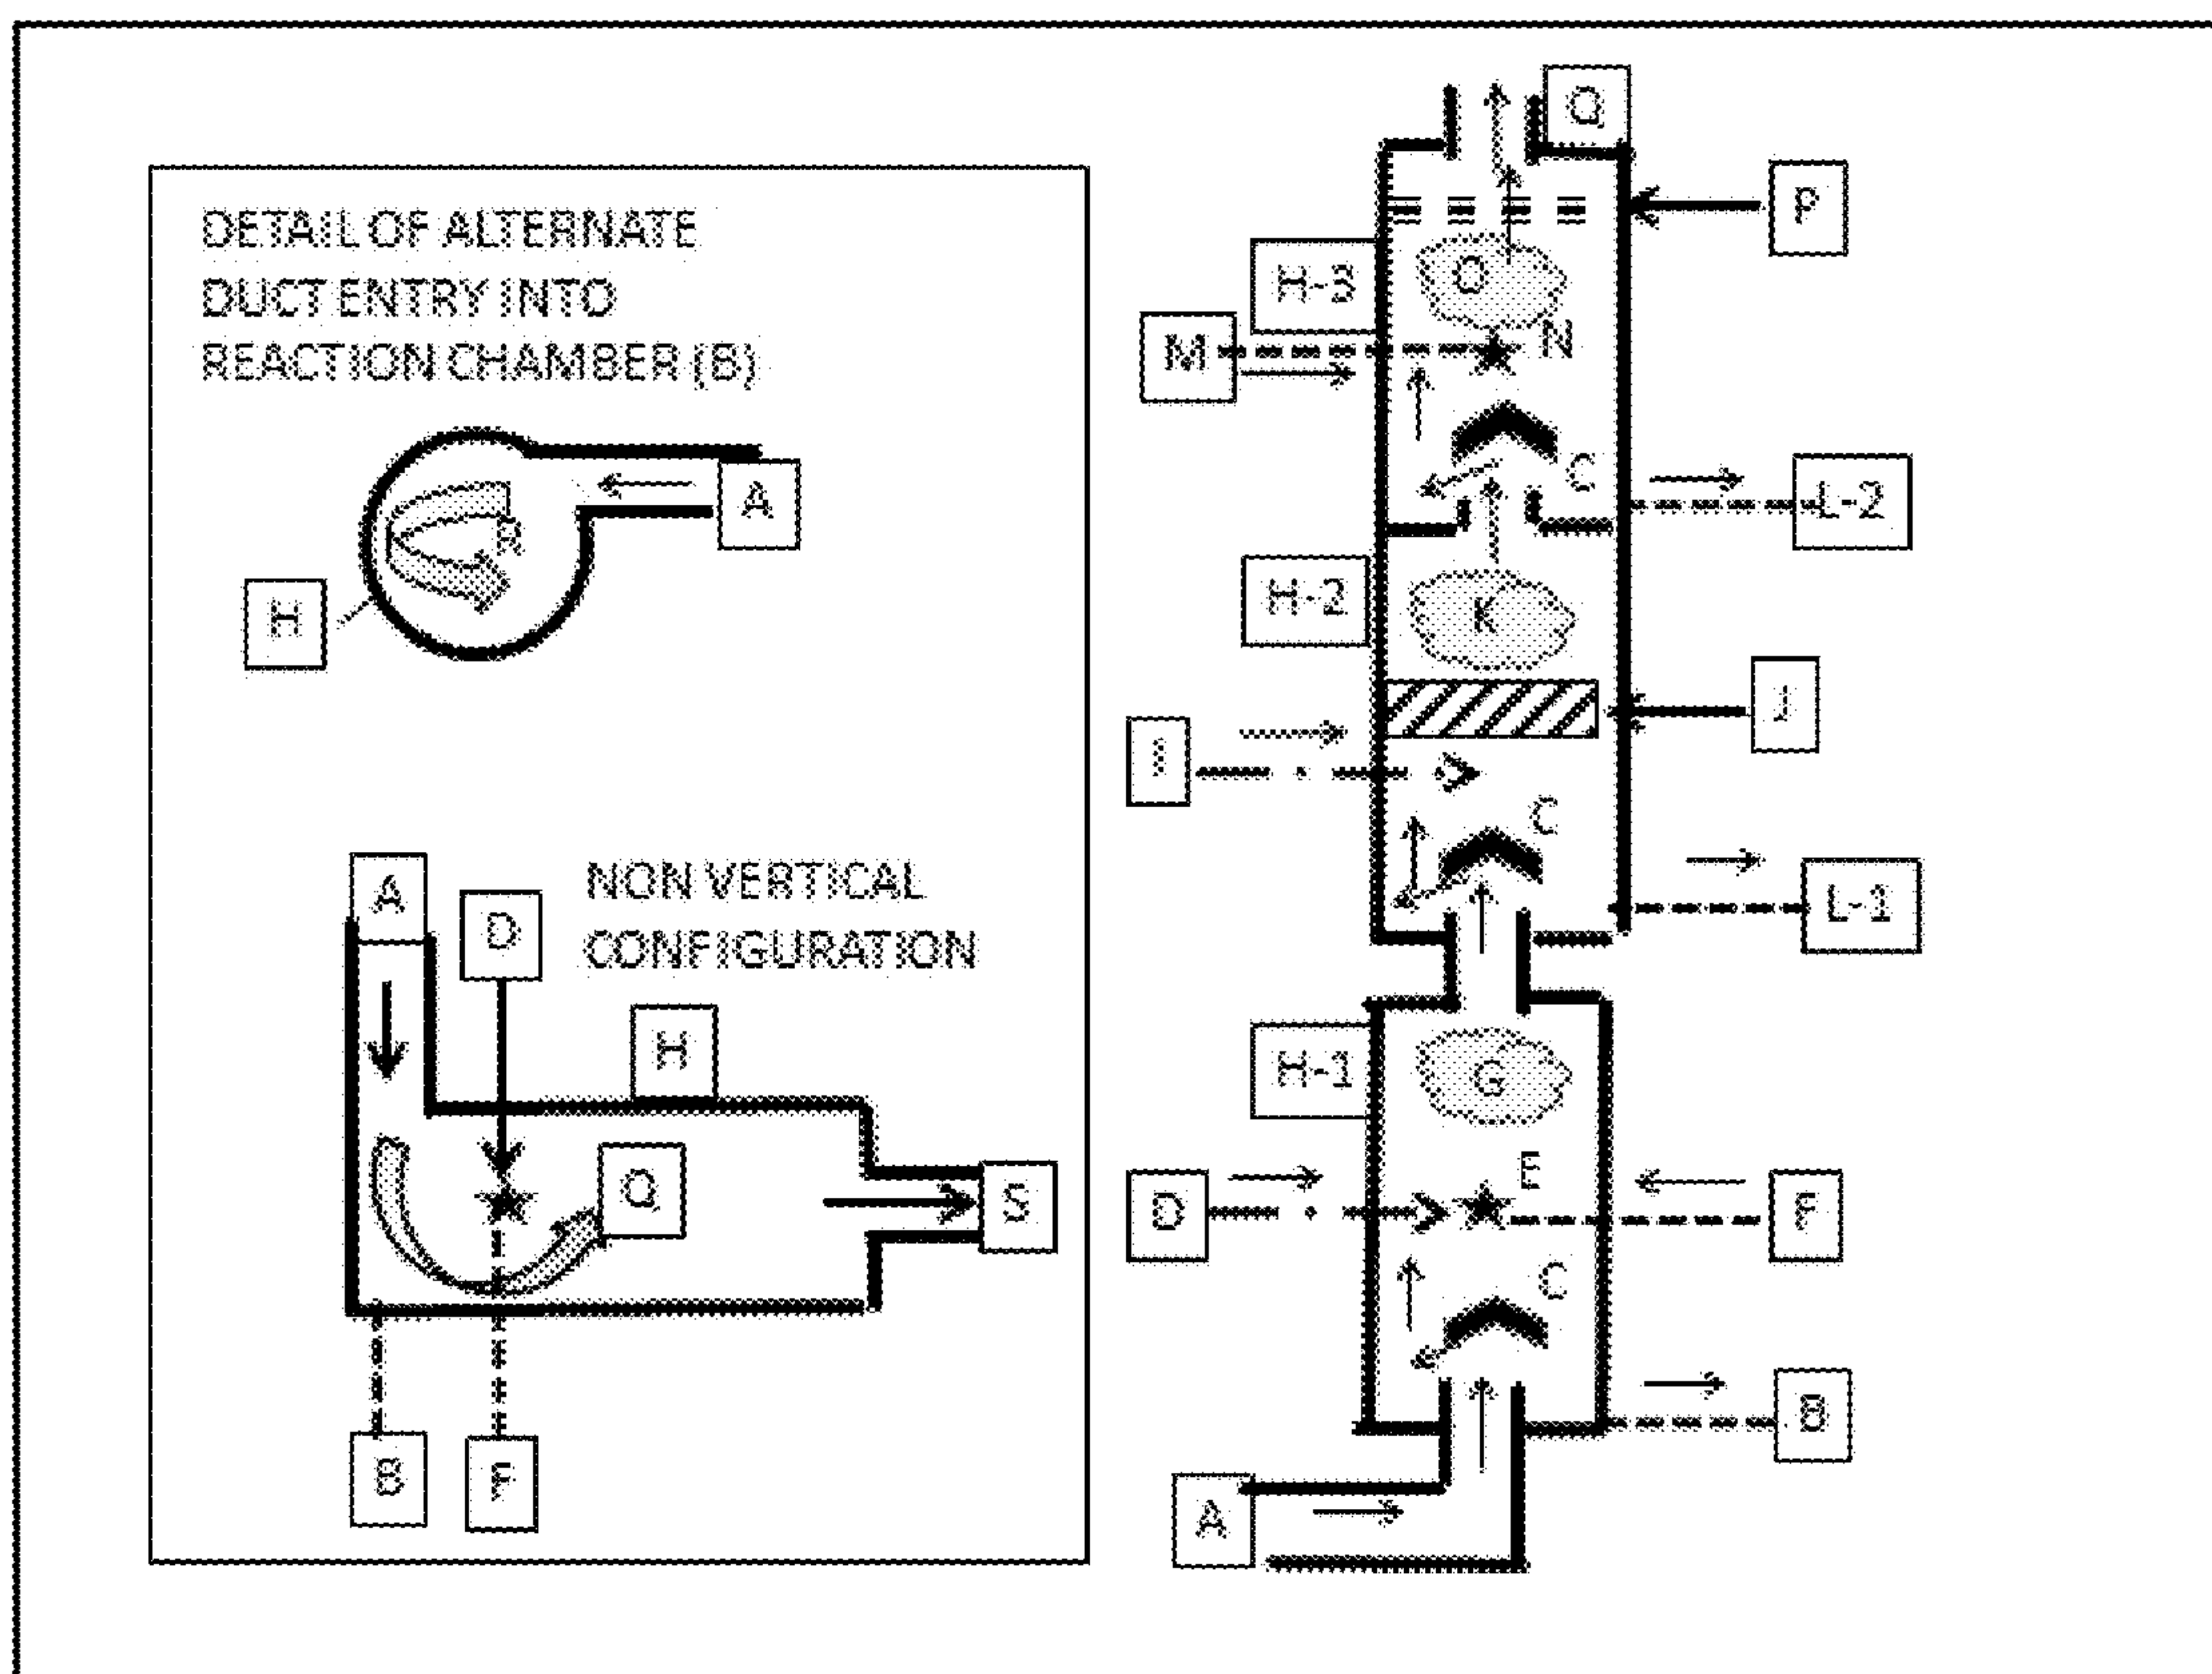 DETAIL OF ALTERNATE
DUCT ENTRY INTO
REACTION CHAMBER (B)
A
R
H
NON VERTICAL
CONFIGURATION
A
D
H
Q
S
B
F
Q
P
H-3
O
M
N
C
L-2
H-2
K
J
I
C
L-1
H-1
G
E
D
F
C
B
A